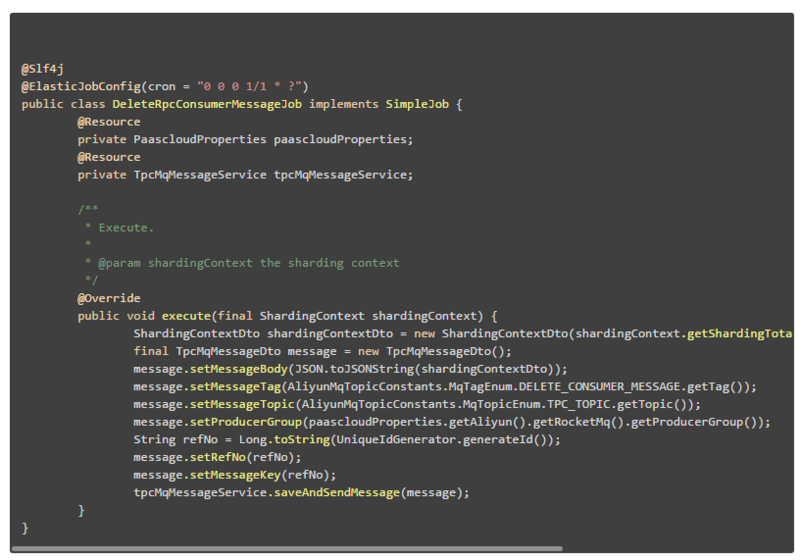 @Slf4j
@ElasticJobConfig(cron = "0 0 0 1/1 * ?")
public class DeleteRpcConsumerMessageJob implements SimpleJob {
@Resource
private PaascloudProperties paascloudProperties;
@Resource
private TpcMqMessageService tpcMqMessageService;
/**
* Execute.
*
* @param shardingContext the sharding context
*/
@Override
public void execute(final ShardingContext shardingContext) {
ShardingContextDto shardingContextDto = new ShardingContextDto(shardingContext.getShardingTota
final TpcMqMessageDto message = new TpcMqMessageDto();
message.setMessageBody(JSON.toJSONString(shardingContextDto));
message.setMessageTag(AliyunMqTopicConstants.MqTagEnum.DELETE_CONSUMER_MESSAGE.getTag());
message.setMessageTopic(AliyunMqTopicConstants.MqTopicEnum.TPC_TOPIC.getTopic());
message.setProducerGroup(paascloudProperties.getAliyun().getRocketMq().getProducerGroup());
String refNo = Long.toString(UniqueIdGenerator.generateId());
message.setRefNo(refNo);
message.setMessageKey(refNo);
tpcMqMessageService.saveAndSendMessage(message);
}
}